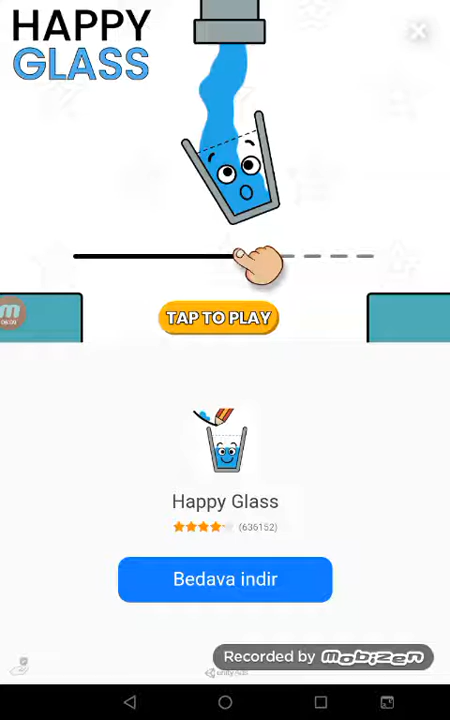 HAPPY
GLASS
TAP TO PLAY
Happy Glass
(636152)
Bedava indir
Recorded by mobizen